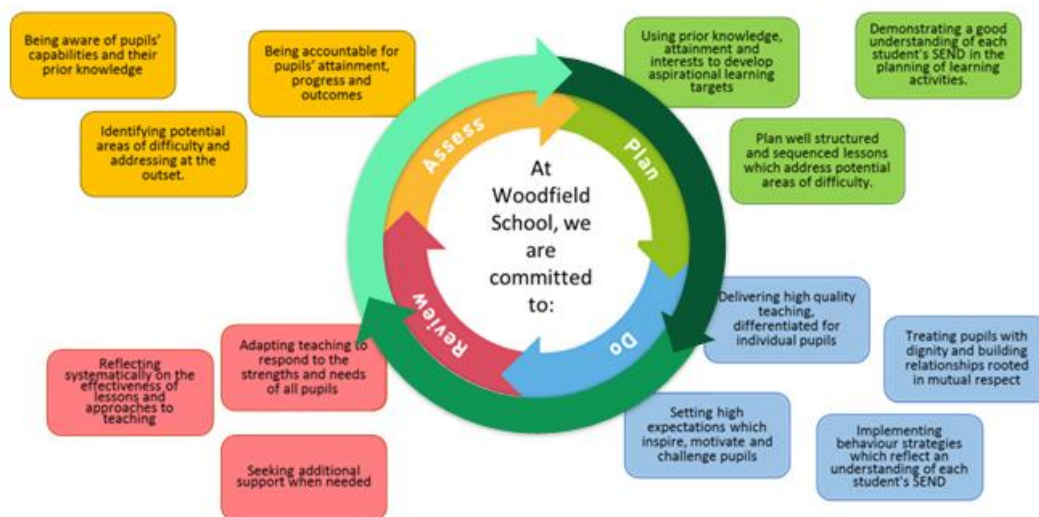 Being aware of pupils'
capabilities and their
prior knowledge
Being accountable for
pupils' attainment,
progress and
outcomes
Identifying potential
areas of difficulty and
addressing at the
outset.
Using prior knowledge,
attainment and
interests to develop
aspirational learning
targets
Demonstrating a good
understanding of each
student's SEND in the
planning of learning
activities.
Plan well structured
and sequenced lessons
which address potential
areas of difficulty.
Assess
Plan
Do
Review
At
Woodfield
School, we
are
committed
to:
Delivering high quality
teaching,
differentiated for
individual pupils
Treating pupils with
dignity and building
relationships rooted
in mutual respect
Setting high
expectations which
inspire, motivate and
challenge pupils
Implementing
behaviour strategies
which reflect an
understanding of each
student's SEND
Adapting teaching to
respond to the
strengths and needs
of all pupils
Reflecting
systematically on the
effectiveness of
lessons and
approaches to
teaching
Seeking additional
support when needed